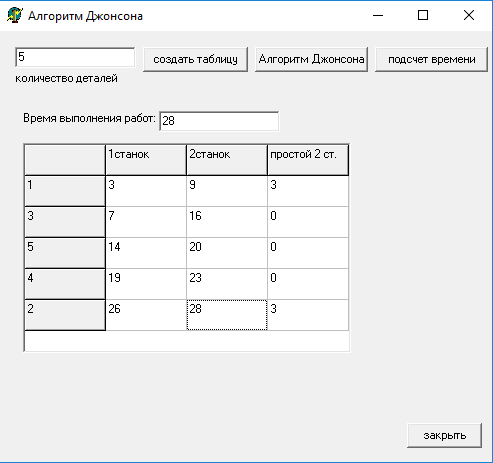 Алгоритм Джонсона
5 создать таблицу Алгоритм Джонсона подсчет времени
количество деталей
Время выполнения работ: 28
1станок 2станок простой 2 ст.
1 3 9 3
3 7 16 0
5 14 20 0
4 19 23 0
2 26 28 3
закрыть